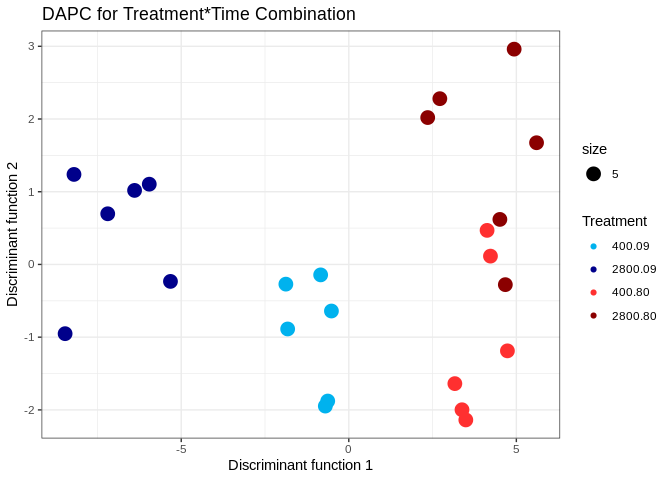 DAPC for Treatment*Time Combination
3
2
1
0
-1
-2
Discriminant function 2
-5
0
5
Discriminant function 1
size
5
Treatment
400.09
2800.09
400.80
2800.80